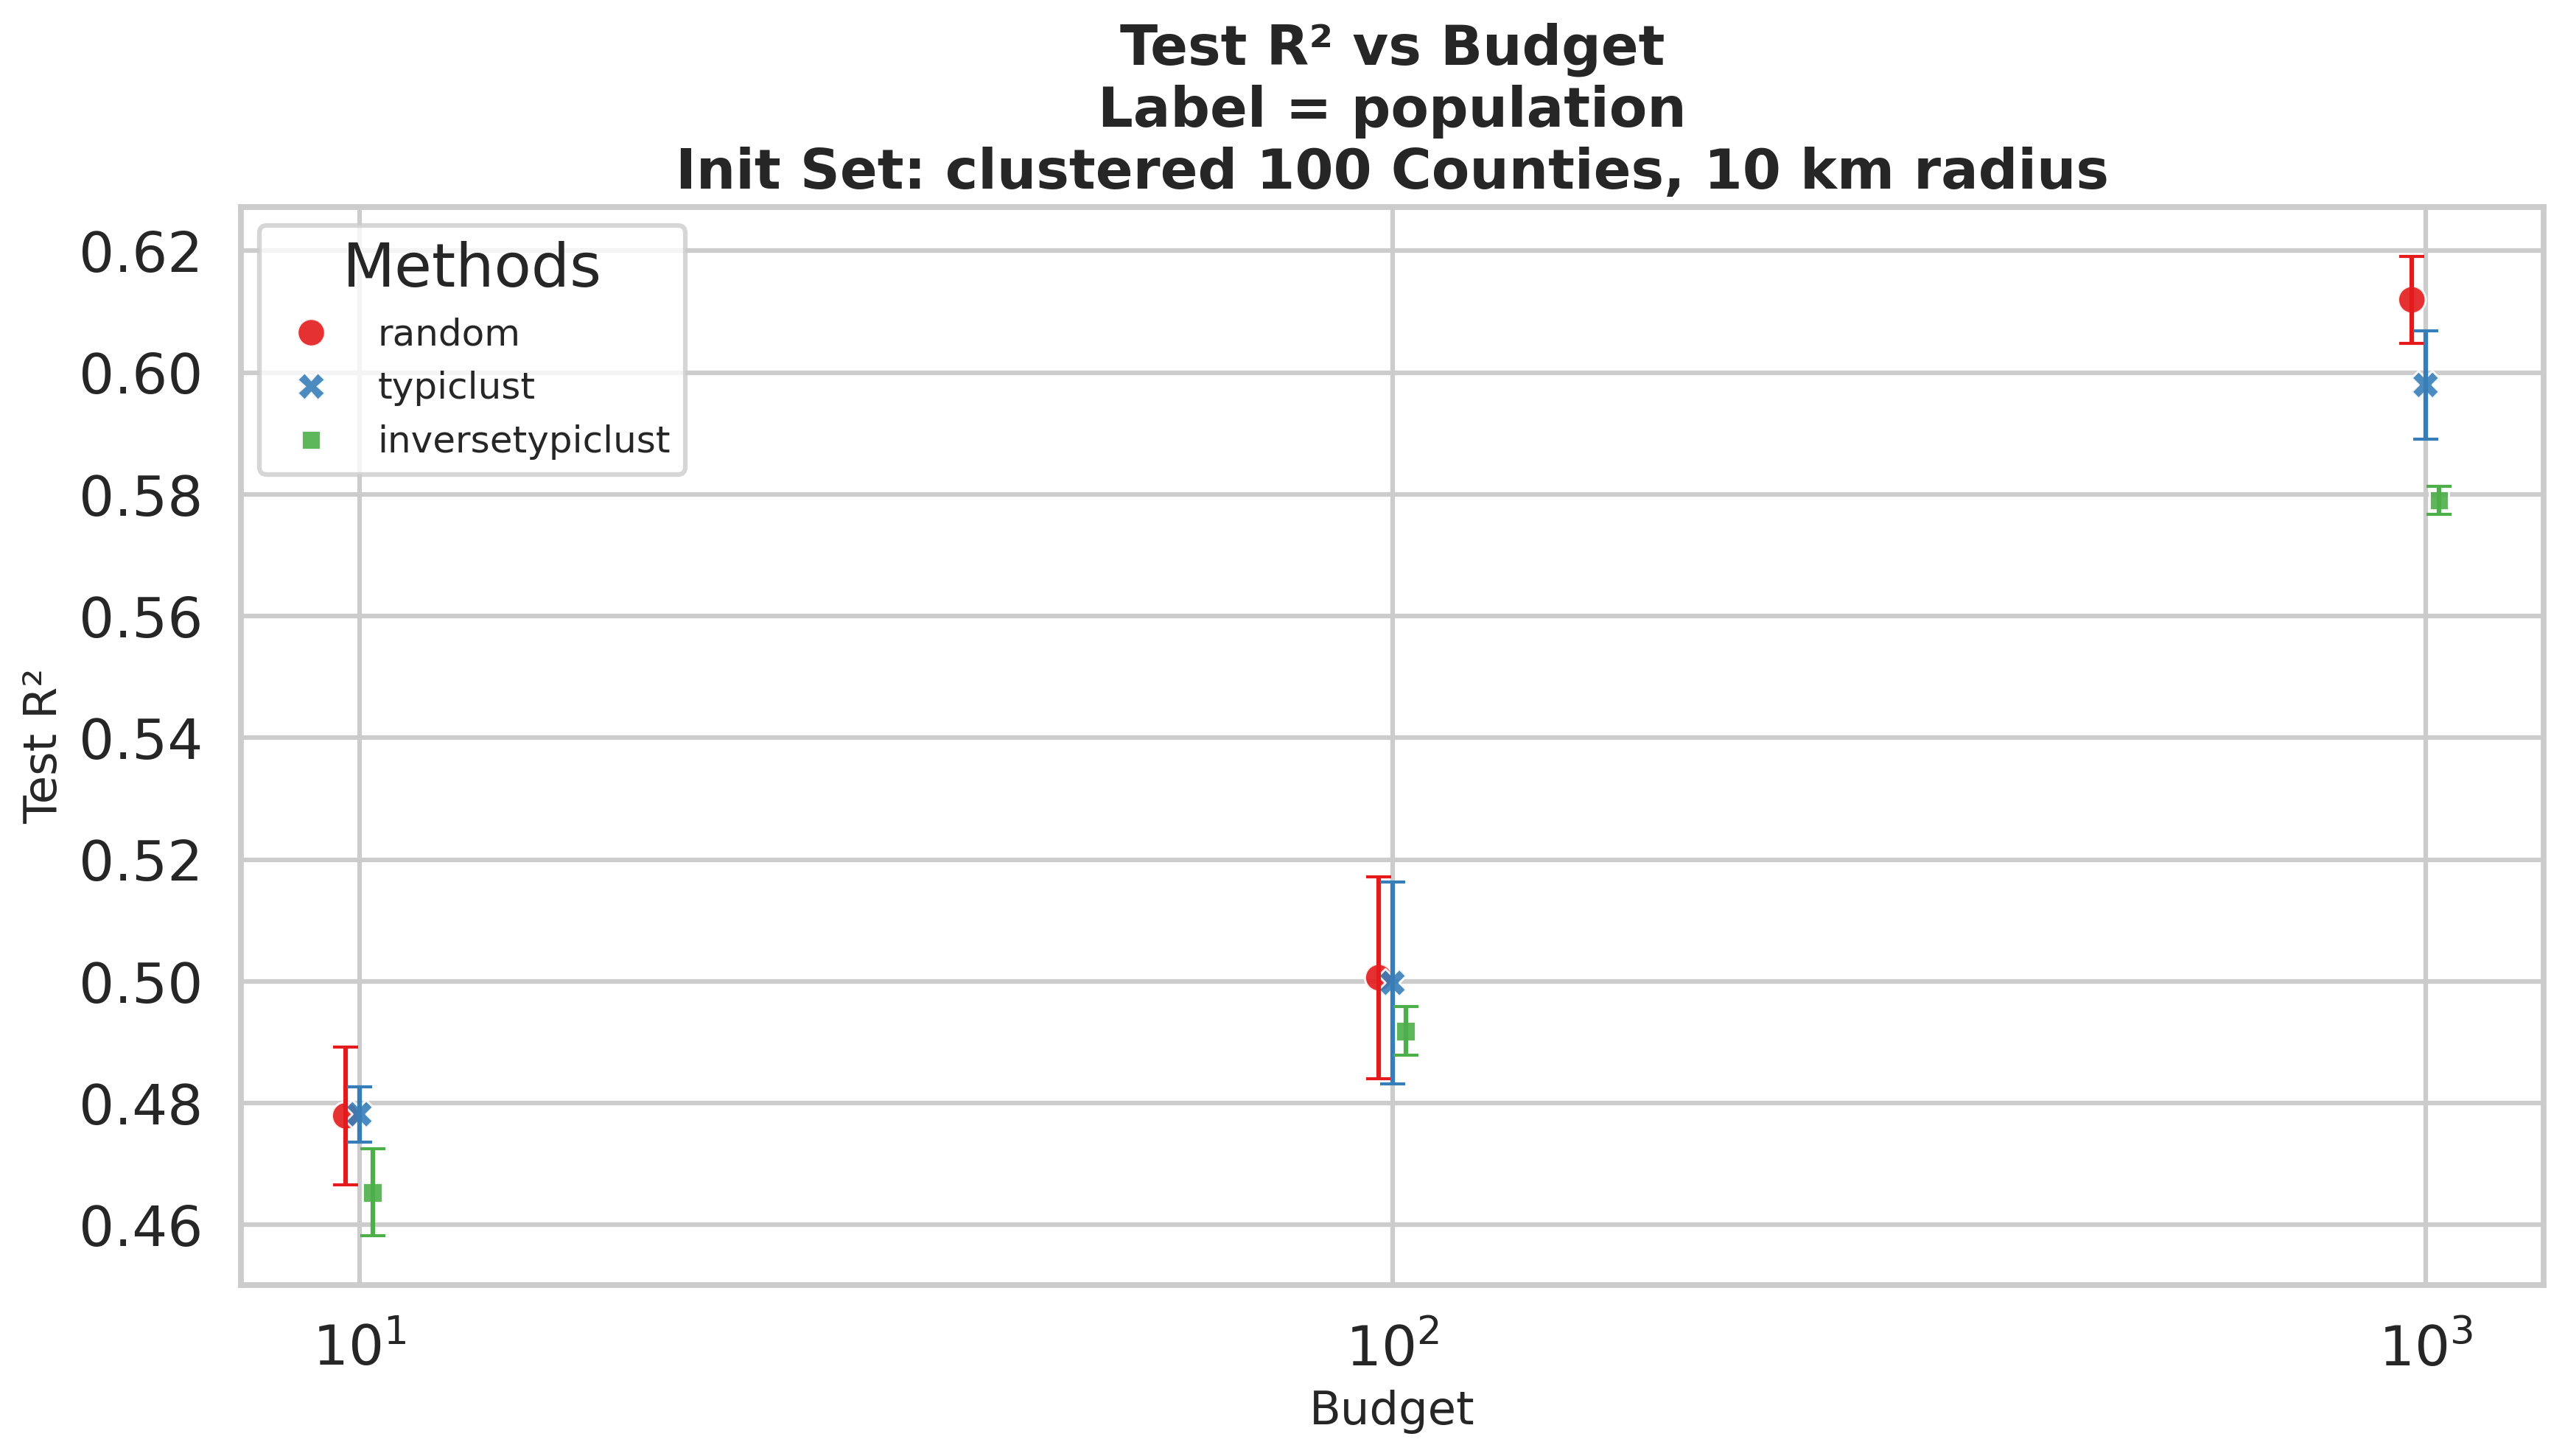 Test R² vs Budget
Label = population
Init Set: clustered 100 Counties, 10 km radius
Methods
random
typiclust
inversetypiclust
Test R²
0.62
0.60
0.58
0.56
0.54
0.52
0.50
0.48
0.46
10¹
10²
10³
Budget